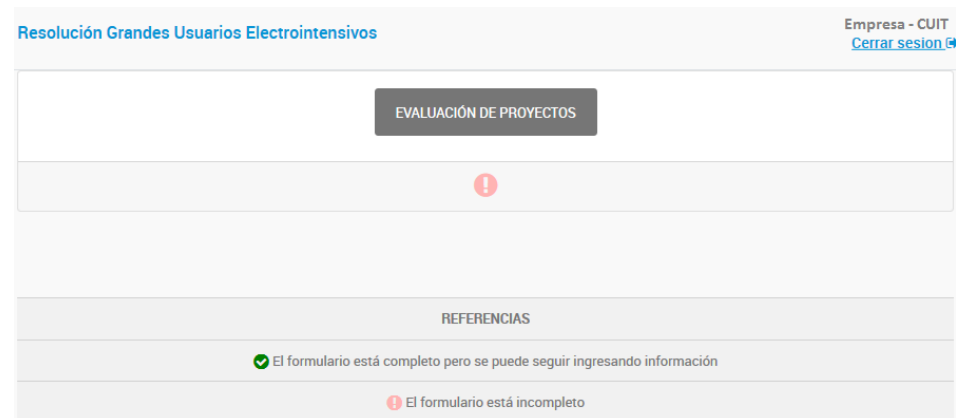 Resolución Grandes Usuarios Electrointensivos
Empresa - CUIT
Cerrar sesion
EVALUACIÓN DE PROYECTOS
REFERENCIAS
El formulario está completo pero se puede seguir ingresando información
El formulario está incompleto